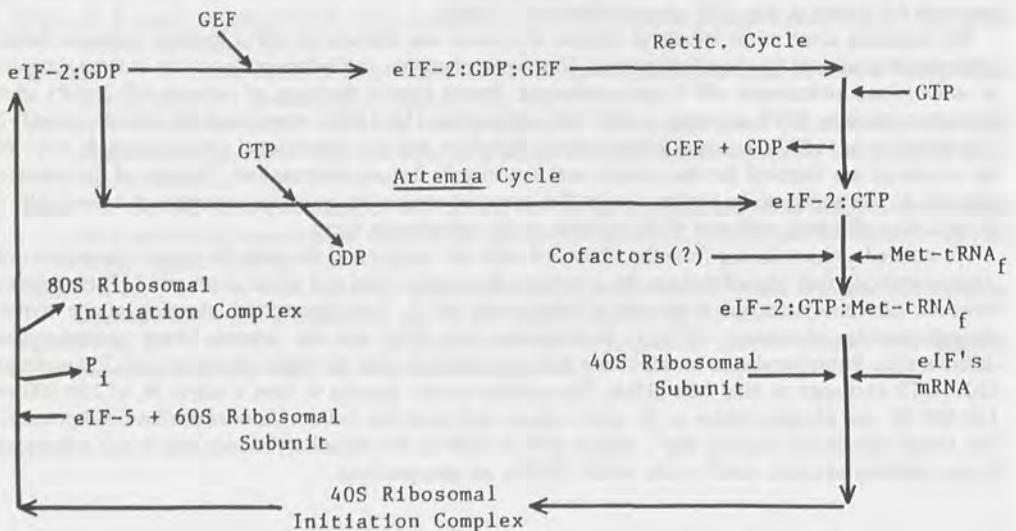 GEF
Retic. Cycle
eIF-2:GDP
eIF-2:GDP:GEF
GTP
GEF + GDP
GTP
Artemia Cycle
eIF-2:GTP
GDP
Cofactors(?)
Met-tRNAf
80S Ribosomal
Initiation Complex
eIF-2:GTP:Met-tRNAf
Pi
40S Ribosomal
Subunit
eIF's
mRNA
eIF-5 60S Ribosomal
Subunit
40S Ribosomal
Initiation Complex